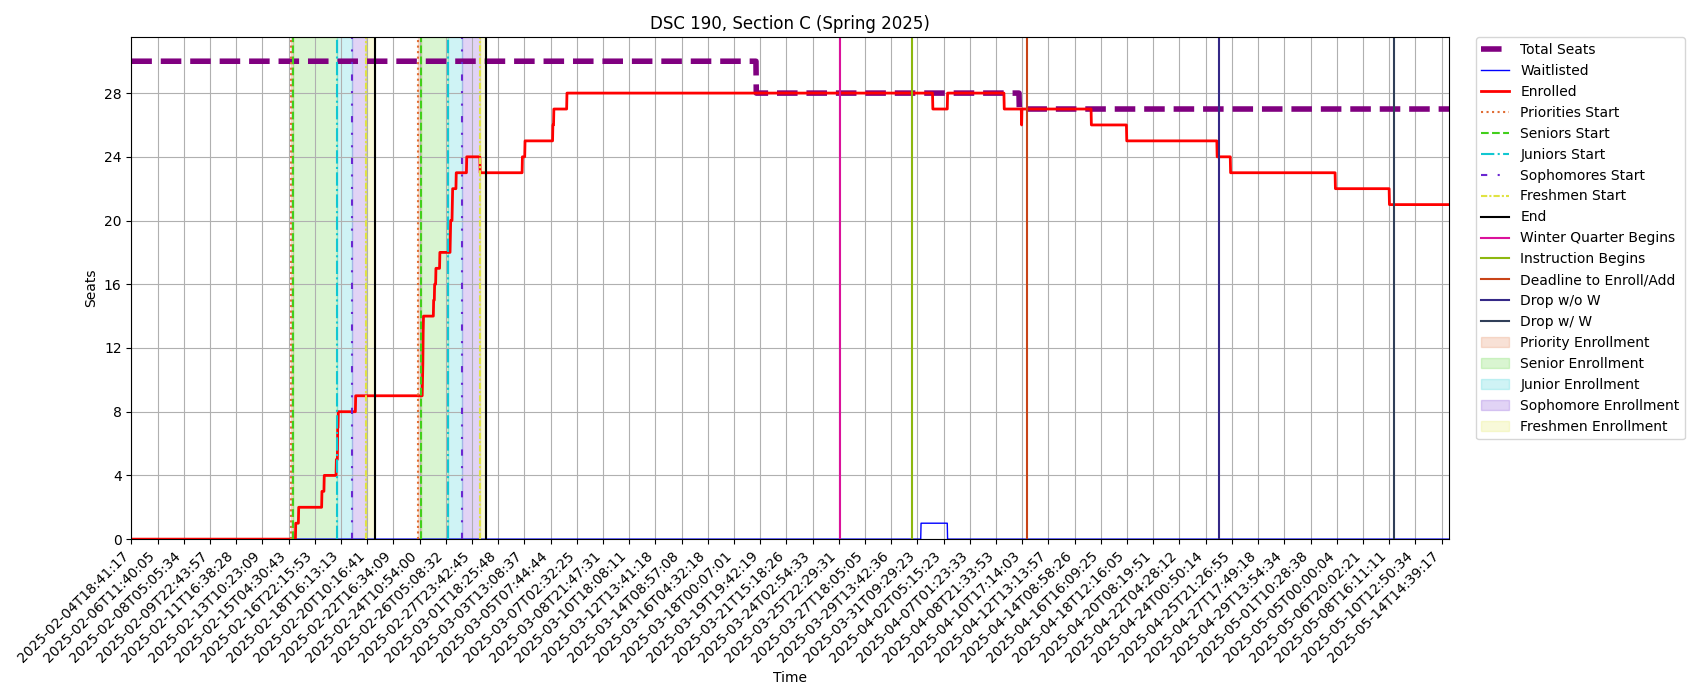 DSC 190, Section C (Spring 2025)
Seats
28
24
20
16
12
8
4
0
2025-02-04T18:41:17
2025-02-06T11:40:05
2025-02-08T05:05:34
2025-02-09T22:43:57
2025-02-11T16:38:28
2025-02-13T10:23:09
2025-02-15T04:30:43
2025-02-16T22:15:53
2025-02-18T16:13:13
2025-02-20T10:16:41
2025-02-22T16:34:09
2025-02-24T10:54:00
2025-02-26T05:08:32
2025-02-27T23:42:45
2025-03-01T18:25:48
2025-03-03T13:08:37
2025-03-05T07:44:44
2025-03-07T02:32:25
2025-03-08T21:47:31
2025-03-10T18:08:11
2025-03-12T13:41:18
2025-03-14T08:57:08
2025-03-16T04:32:18
2025-03-18T00:07:01
2025-03-19T19:42:19
2025-03-21T15:18:26
2025-03-24T02:54:33
2025-03-25T22:29:31
2025-03-27T18:05:05
2025-03-29T13:42:36
2025-03-31T09:29:23
2025-04-02T05:15:23
2025-04-07T01:23:33
2025-04-08T21:33:53
2025-04-10T17:14:03
2025-04-12T13:13:57
2025-04-14T08:58:26
2025-04-16T16:09:25
2025-04-18T12:16:05
2025-04-20T08:19:51
2025-04-22T04:28:12
2025-04-24T00:50:14
2025-04-25T21:26:55
2025-04-27T17:49:18
2025-04-29T13:54:34
2025-05-01T10:28:38
2025-05-05T00:00:04
2025-05-06T20:02:21
2025-05-08T16:11:11
2025-05-10T12:50:34
2025-05-14T14:39:17
Time
Total Seats
Waitlisted
Enrolled
Priorities Start
Seniors Start
Juniors Start
Sophomores Start
Freshmen Start
End
Winter Quarter Begins
Instruction Begins
Deadline to Enroll/Add
Drop w/o W
Drop w/ W
Priority Enrollment
Senior Enrollment
Junior Enrollment
Sophomore Enrollment
Freshmen Enrollment